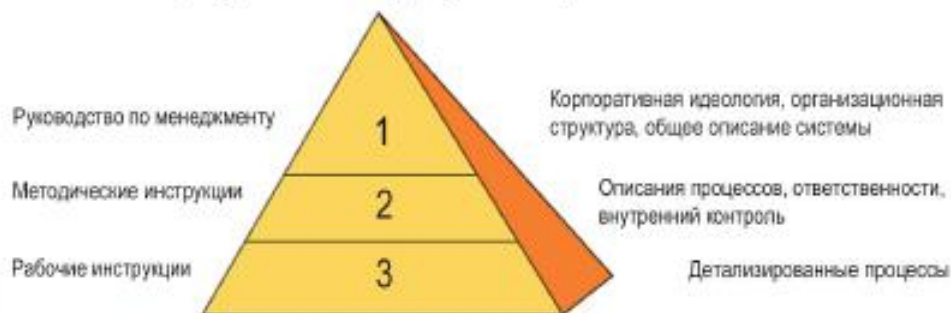 Руководство по менеджменту
1
Корпоративная идеология, организационная
структура, общее описание системы
Методические инструкции
2
Описания процессов, ответственности,
внутренний контроль
Рабочие инструкции
3
Детализированные процессы